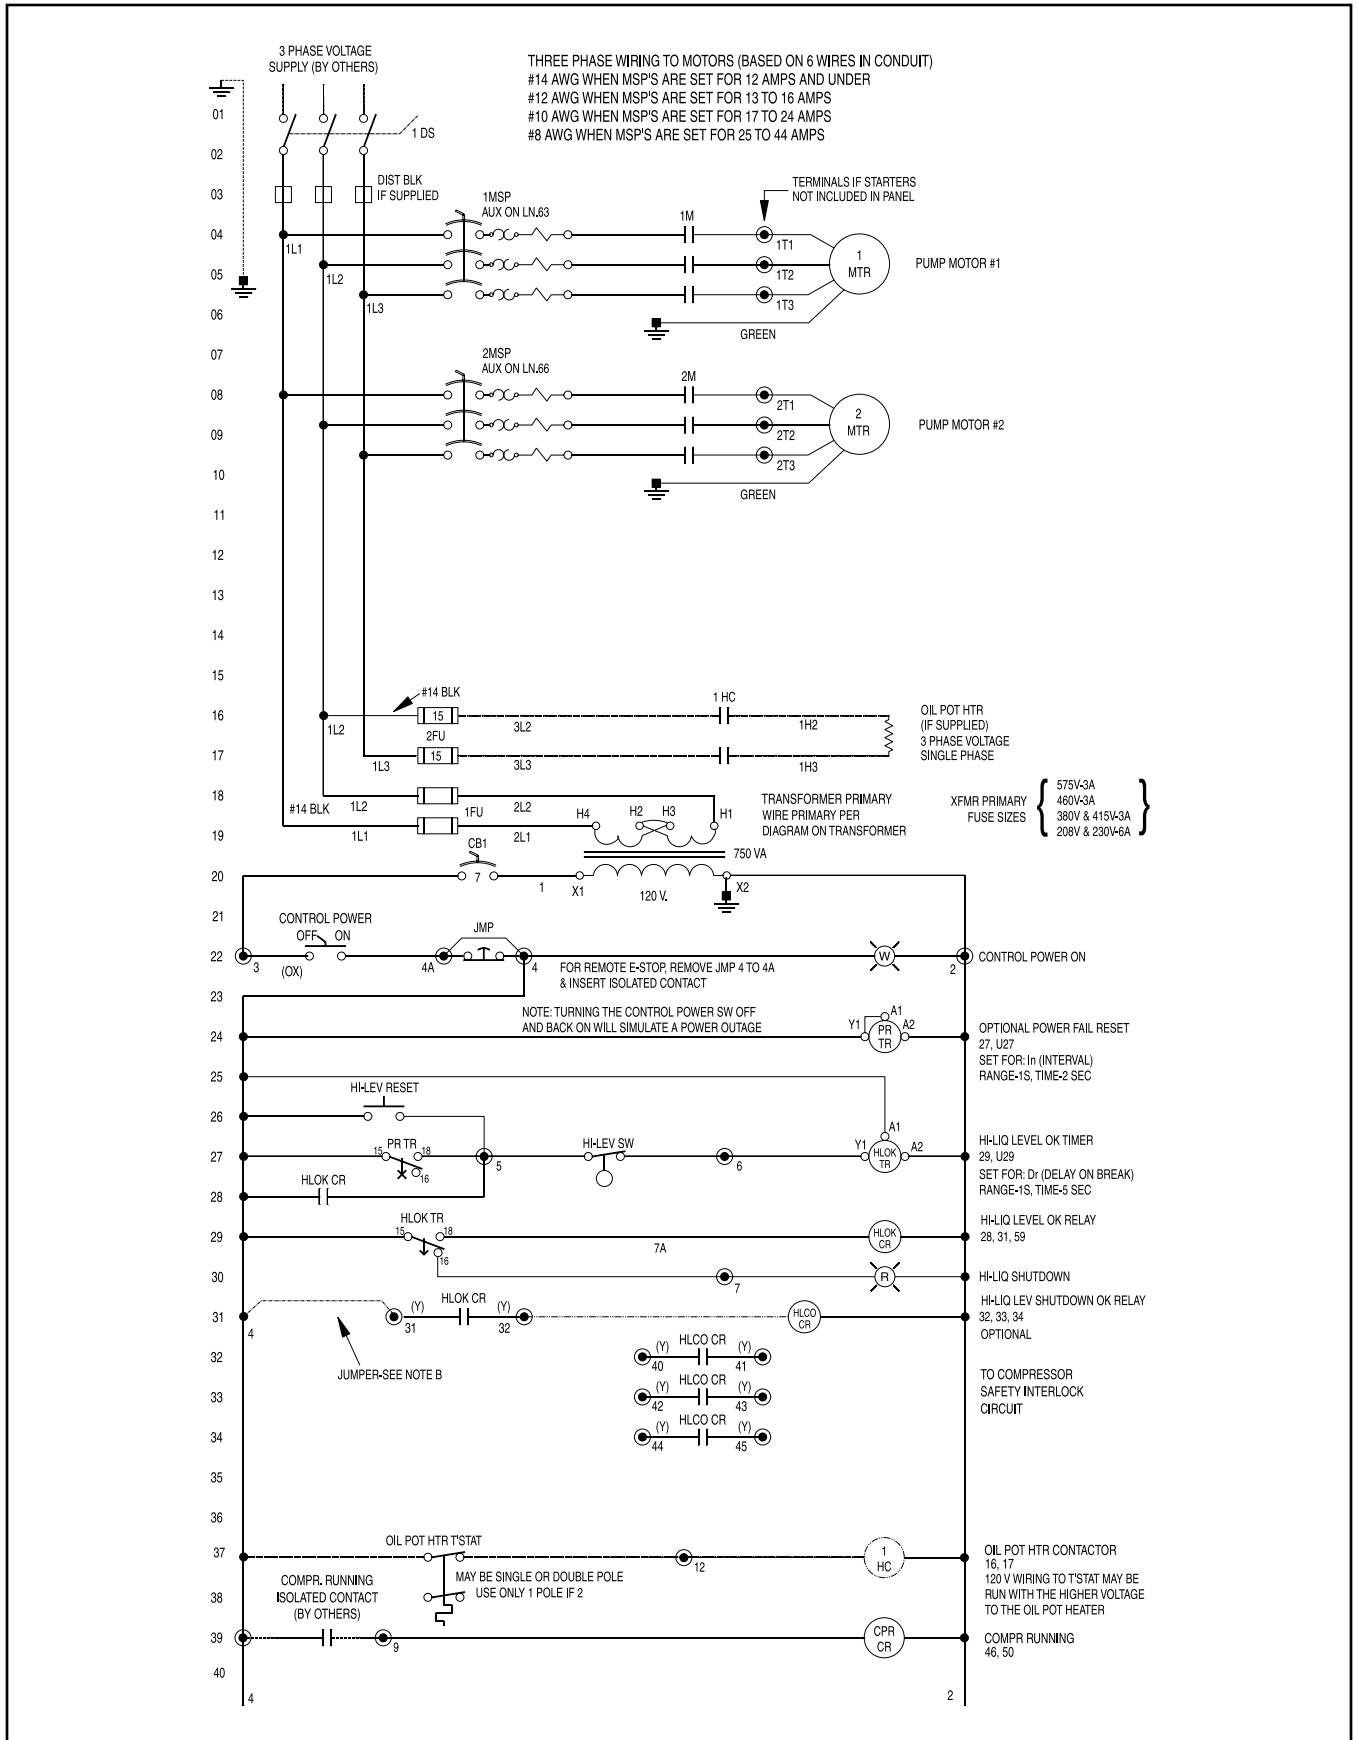 3 PHASE VOLTAGE
SUPPLY (BY OTHERS)
THREE PHASE WIRING TO MOTORS (BASED ON 6 WIRES IN CONDUIT)
#14 AWG WHEN MSP'S ARE SET FOR 12 AMPS AND UNDER
#12 AWG WHEN MSP'S ARE SET FOR 13 TO 16 AMPS
#10 AWG WHEN MSP'S ARE SET FOR 17 TO 24 AMPS
#8 AWG WHEN MSP'S ARE SET FOR 25 TO 44 AMPS
01
1 DS
02
DIST BLK
IF SUPPLIED
03
1MSP
AUX ON LN.63
TERMINALS IF STARTERS
NOT INCLUDED IN PANEL
1M
04
1L1
1T1
1
MTR
PUMP MOTOR #1
05
1L2
1T2
1L3
1T3
06
GREEN
07
2MSP
AUX ON LN.66
2M
08
2T1
2
MTR
PUMP MOTOR #2
09
2T2
2T3
10
GREEN
11
12
13
14
15
#14 BLK
1 HC
16
15
1L2
3L2
1H2
OIL POT HTR
(IF SUPPLIED)
3 PHASE VOLTAGE
SINGLE PHASE
2FU
17
15
1L3
3L3
1H3
18
#14 BLK
1L2
1FU
2L2
H4
H2
H3
H1
TRANSFORMER PRIMARY
WIRE PRIMARY PER
DIAGRAM ON TRANSFORMER
XFMR PRIMARY
FUSE SIZES
575V-3A
460V-3A
380V & 415V-3A
208V & 230V-6A
19
1L1
2L1
CB1
750 VA
20
7
1
X1
120 V.
X2
21
CONTROL POWER
OFF
ON
JMP
22
3
(OX)
4A
4
FOR REMOTE E-STOP, REMOVE JMP 4 TO 4A
& INSERT ISOLATED CONTACT
W
2
CONTROL POWER ON
23
NOTE: TURNING THE CONTROL POWER SW OFF
AND BACK ON WILL SIMULATE A POWER OUTAGE
24
Y1
A1
PR
TR
A2
OPTIONAL POWER FAIL RESET
27, U27
SET FOR: In (INTERVAL)
RANGE-1S, TIME-2 SEC
25
HI-LEV RESET
26
A1
27
15
PR TR
18
16
5
HI-LEV SW
6
Y1
HLOK
TR
A2
HI-LIQ LEVEL OK TIMER
29, U29
SET FOR: Dr (DELAY ON BREAK)
RANGE-1S, TIME-5 SEC
28
HLOK CR
HLOK TR
29
15
18
16
7A
HLOK
CR
HI-LIQ LEVEL OK RELAY
28, 31, 59
30
7
R
HI-LIQ SHUTDOWN
31
4
(Y)
31
HLOK CR
(Y)
32
HLCO
CR
HI-LIQ LEV SHUTDOWN OK RELAY
32, 33, 34
OPTIONAL
32
(Y)
40
HLCO CR
(Y)
41
JUMPER-SEE NOTE B
33
(Y)
42
HLCO CR
(Y)
43
TO COMPRESSOR
SAFETY INTERLOCK
CIRCUIT
34
(Y)
44
HLCO CR
(Y)
45
35
36
OIL POT HTR T'STAT
37
12
1
HC
OIL POT HTR CONTACTOR
16, 17
120 V WIRING TO T'STAT MAY BE
RUN WITH THE HIGHER VOLTAGE
TO THE OIL POT HEATER
MAY BE SINGLE OR DOUBLE POLE
USE ONLY 1 POLE IF 2
38
COMPR. RUNNING
ISOLATED CONTACT
(BY OTHERS)
39
9
CPR
CR
COMPR RUNNING
46, 50
40
4
2